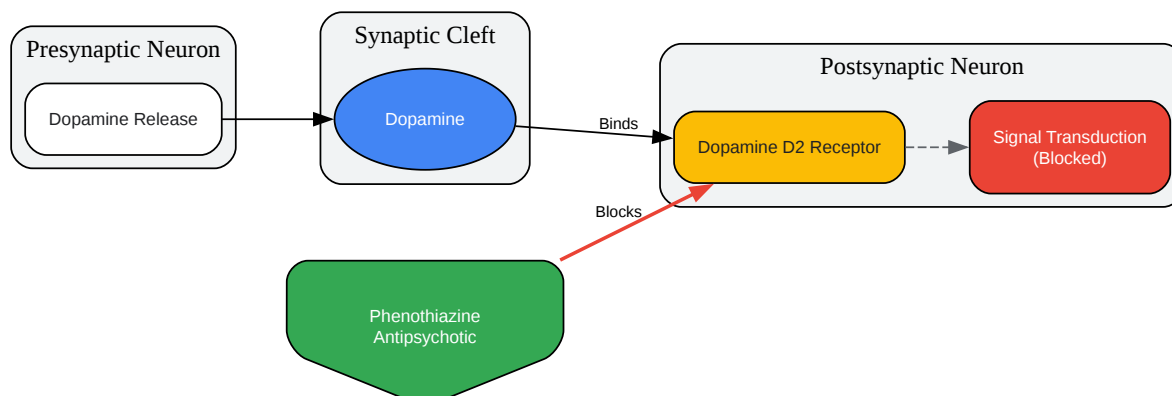 Presynaptic Neuron
Dopamine Release
Synaptic Cleft
Dopamine
Binds
Blocks
Postsynaptic Neuron
Dopamine D2 Receptor
Signal Transduction
(Blocked)
Phenothiazine
Antipsychotic